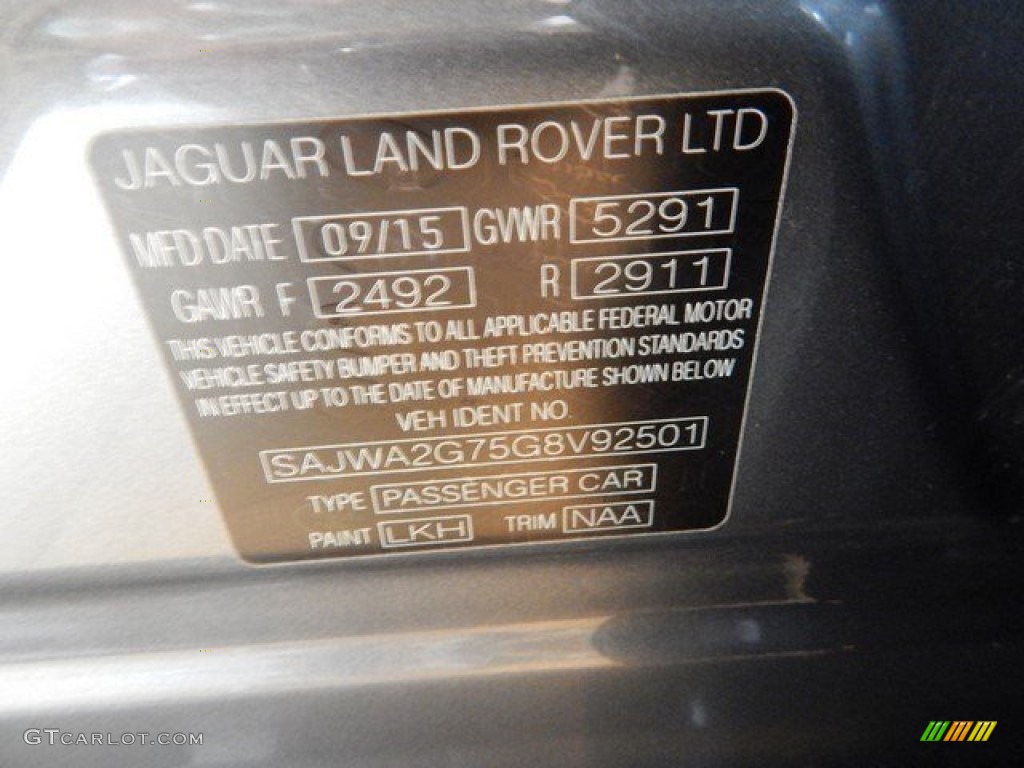 JAGUAR LAND ROVER LTD
MFD DATE 09/15 GVWR 5291
GAWR F 2492 R 2911
THIS VEHICLE CONFORMS TO ALL APPLICABLE FEDERAL MOTOR
VEHICLE SAFETY BUMPER AND THEFT PREVENTION STANDARDS
IN EFFECT UP TO THE DATE OF MANUFACTURE SHOWN BELOW
VEH IDENT NO.
SAJWA2G75G8V92501
TYPE PASSENGER CAR
PAINT LKH TRIM NAA
GTCARLOT.COM